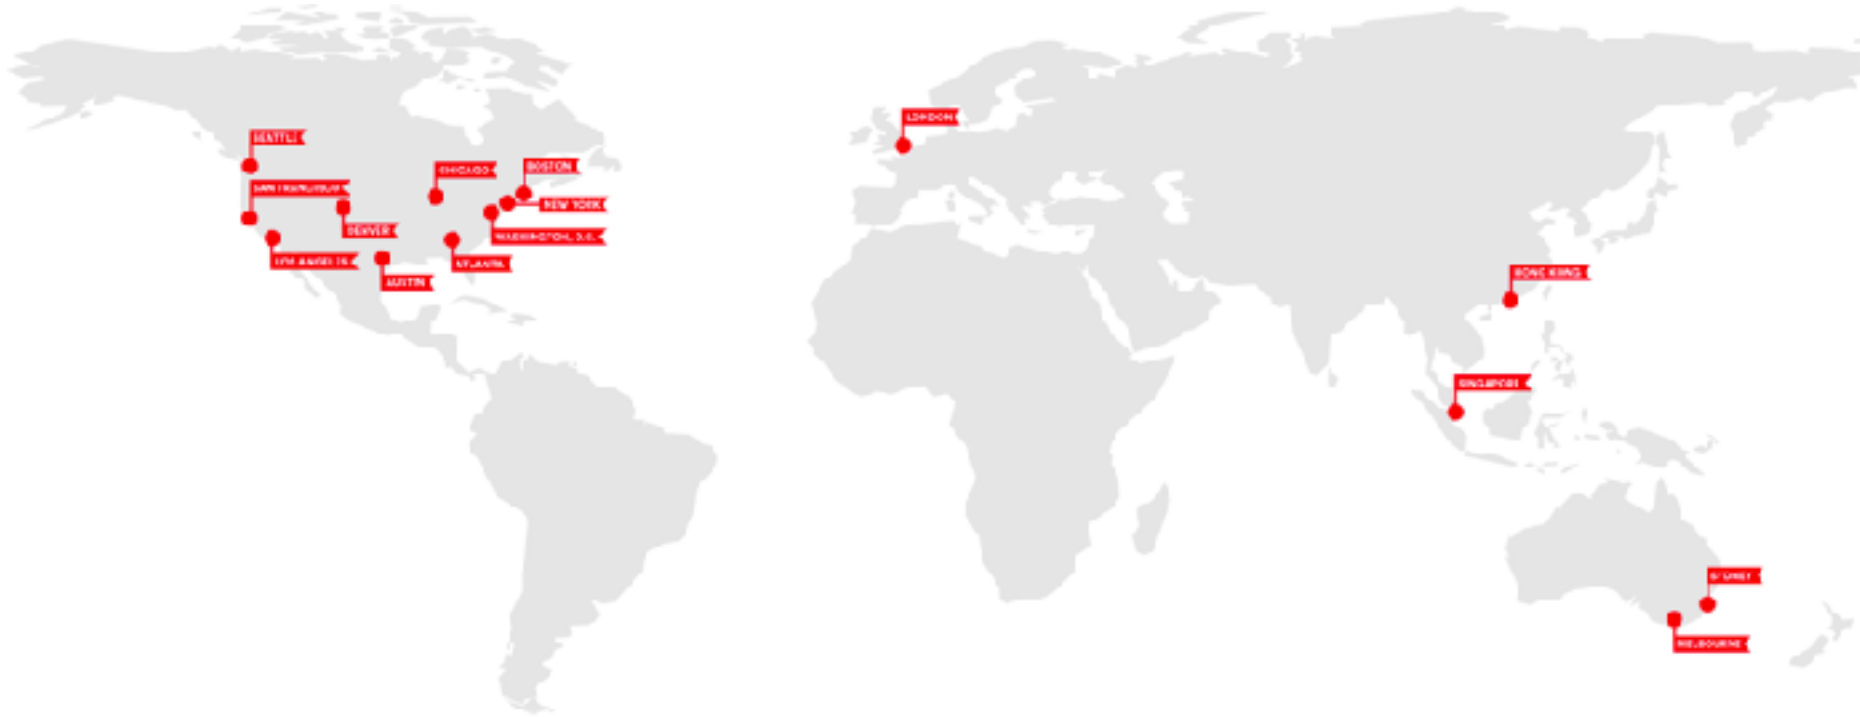 SEATTLE
SAN FRANCISCO
DENVER
LOS ANGELES
AUSTIN
CHICAGO
BOSTON
NEW YORK
WASHINGTON, D.C.
ATLANTA
LONDON
HONG KONG
SINGAPORE
SYDNEY
MELBOURNE